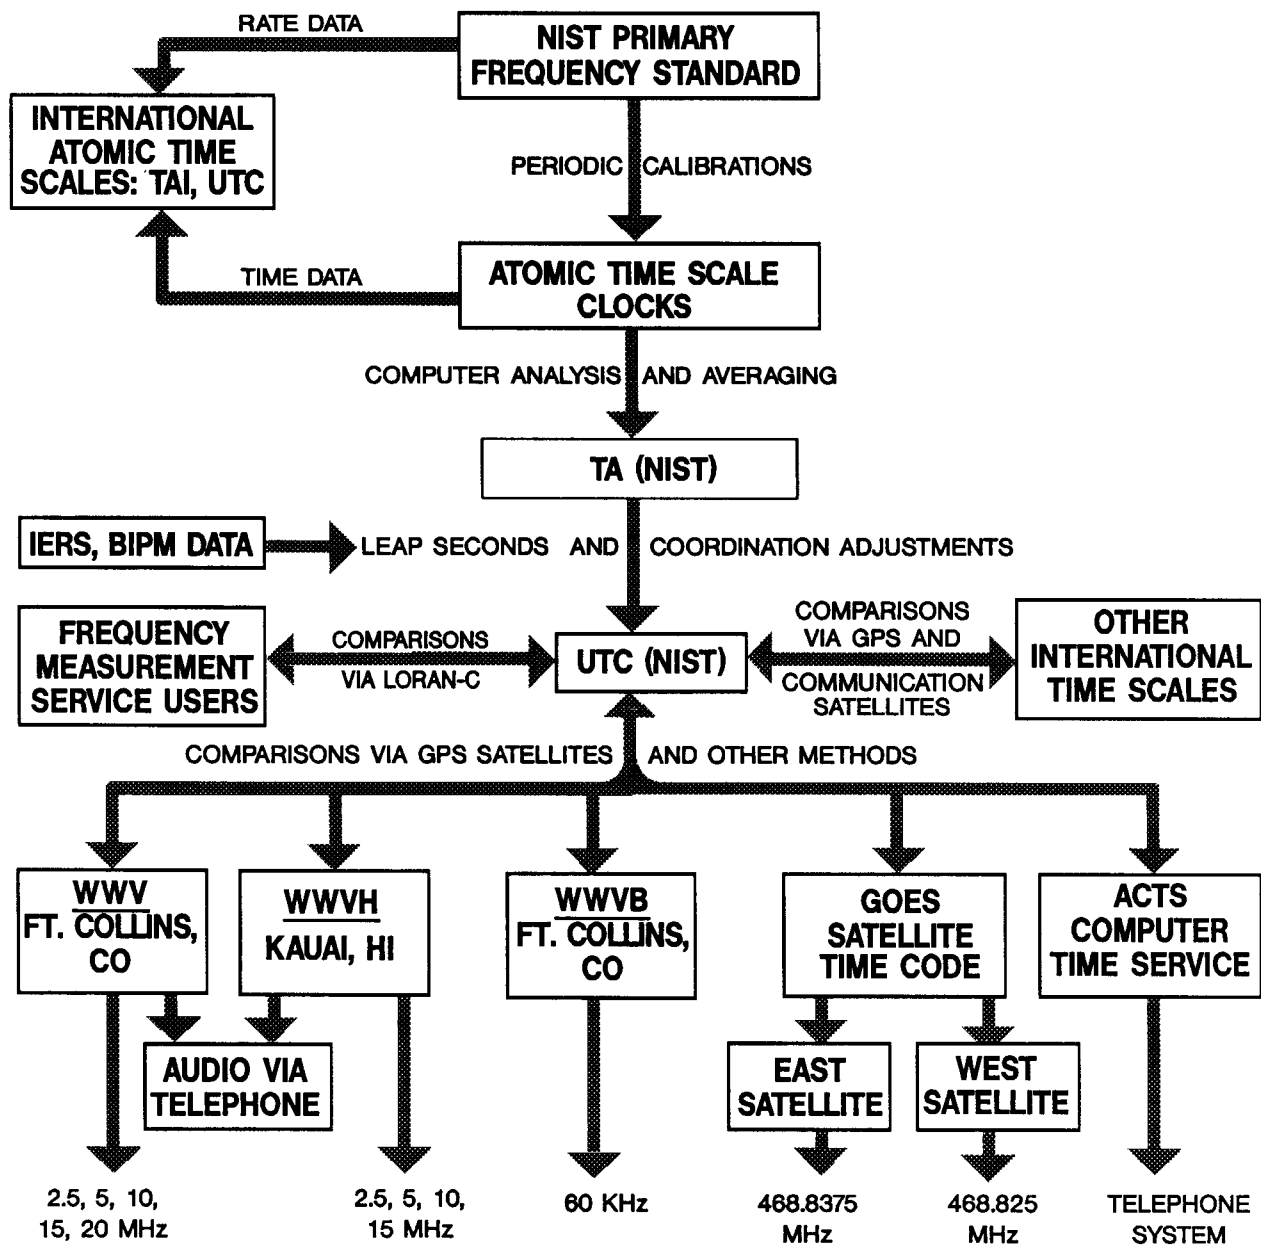 RATE DATA
NIST PRIMARY
FREQUENCY STANDARD
INTERNATIONAL
ATOMIC TIME
SCALES: TAI, UTC
PERIODIC CALIBRATIONS
TIME DATA
ATOMIC TIME SCALE
CLOCKS
COMPUTER ANALYSIS AND AVERAGING
TA (NIST)
IERS, BIPM DATA
LEAP SECONDS AND COORDINATION ADJUSTMENTS
FREQUENCY
MEASUREMENT
SERVICE USERS
COMPARISONS
VIA LORAN-C
UTC (NIST)
COMPARISONS
VIA GPS AND
COMMUNICATION
SATELLITES
OTHER
INTERNATIONAL
TIME SCALES
COMPARISONS VIA GPS SATELLITES AND OTHER METHODS
WWV
FT. COLLINS,
CO
WWVH
KAUAI, HI
WWVB
FT. COLLINS,
CO
GOES
SATELLITE
TIME CODE
ACTS
COMPUTER
TIME SERVICE
AUDIO VIA
TELEPHONE
EAST
SATELLITE
WEST
SATELLITE
2.5, 5, 10,
15, 20 MHz
2.5, 5, 10,
15 MHz
60 KHz
468.8375
MHz
468.825
MHz
TELEPHONE
SYSTEM